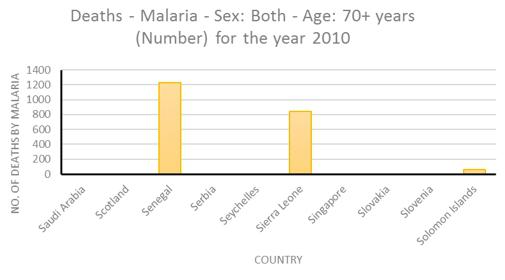 Deaths - Malaria - Sex: Both - Age: 70+ years
(Number) for the year 2010
NO. OF DEATHS BY MALARIA
1400
1200
1000
800
600
400
200
0
Saudi Arabia
Scotland
Senegal
Serbia
Seychelles
Sierra Leone
Singapore
Slovakia
Slovenia
Solomon Islands
COUNTRY